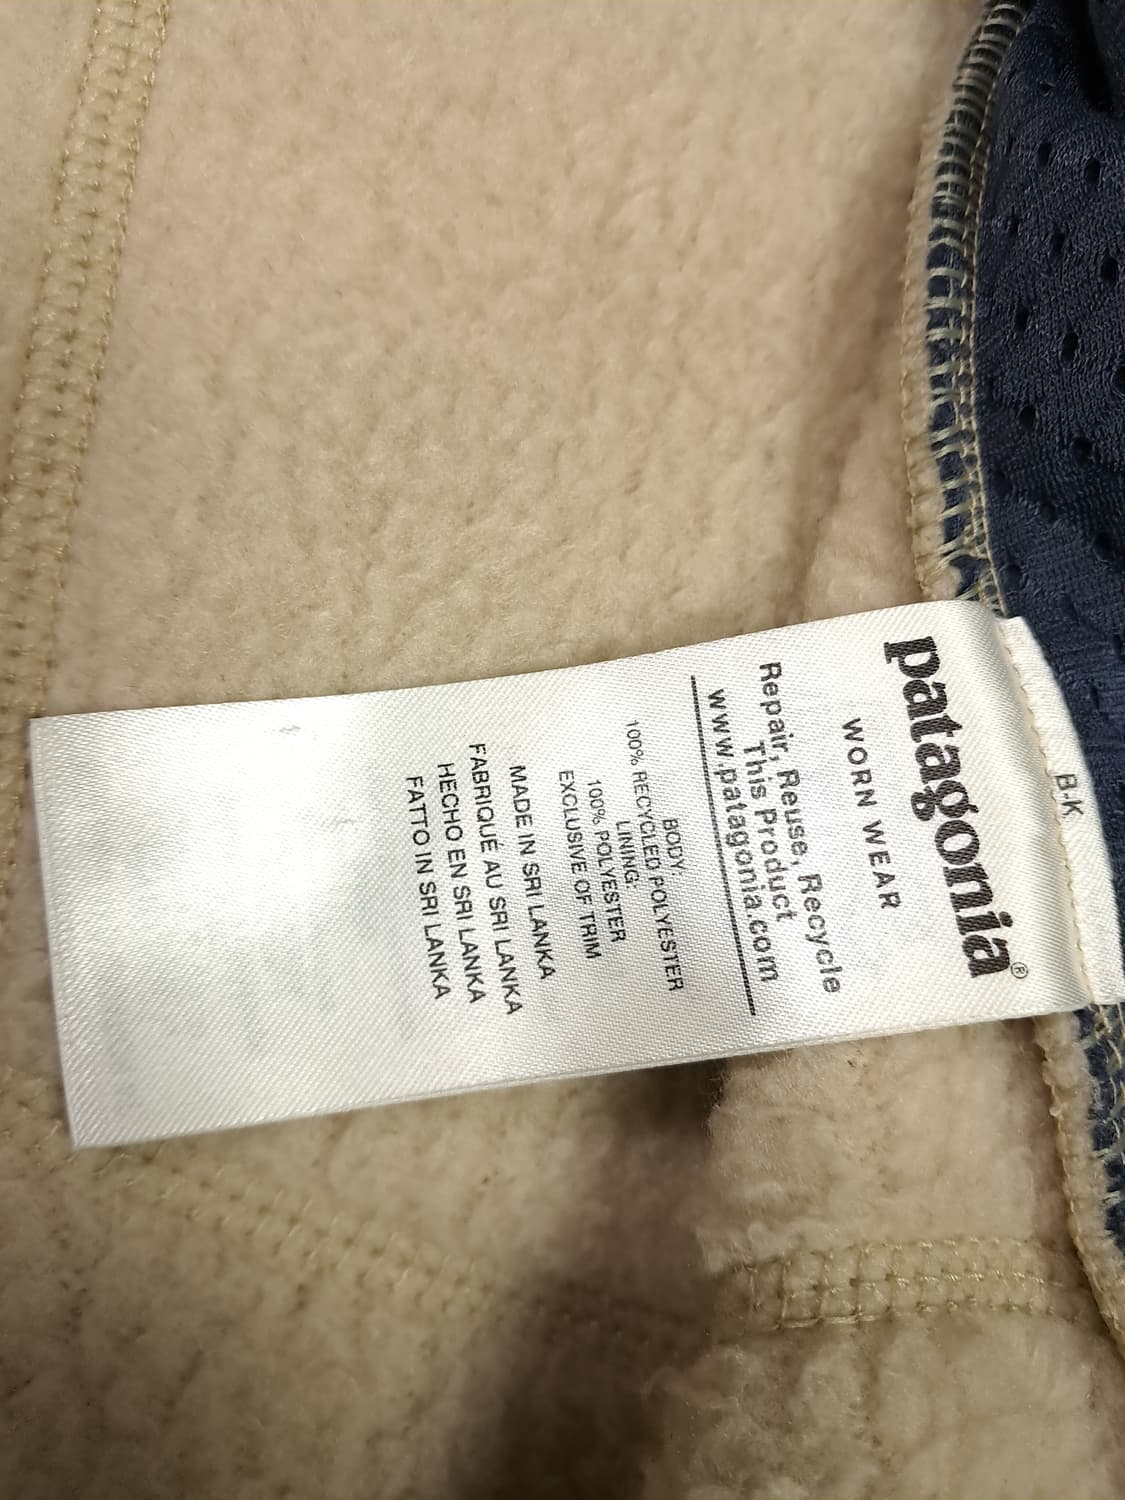 B-K
patagonia®
WORN WEAR
Repair, Reuse, Recycle
This Product
www.patagonia.com
BODY:
100% RECYCLED POLYESTER
LINING:
100% POLYESTER
EXCLUSIVE OF TRIM
MADE IN SRI LANKA
FABRIQUE AU SRI LANKA
HECHO EN SRI LANKA
FATTO IN SRI LANKA